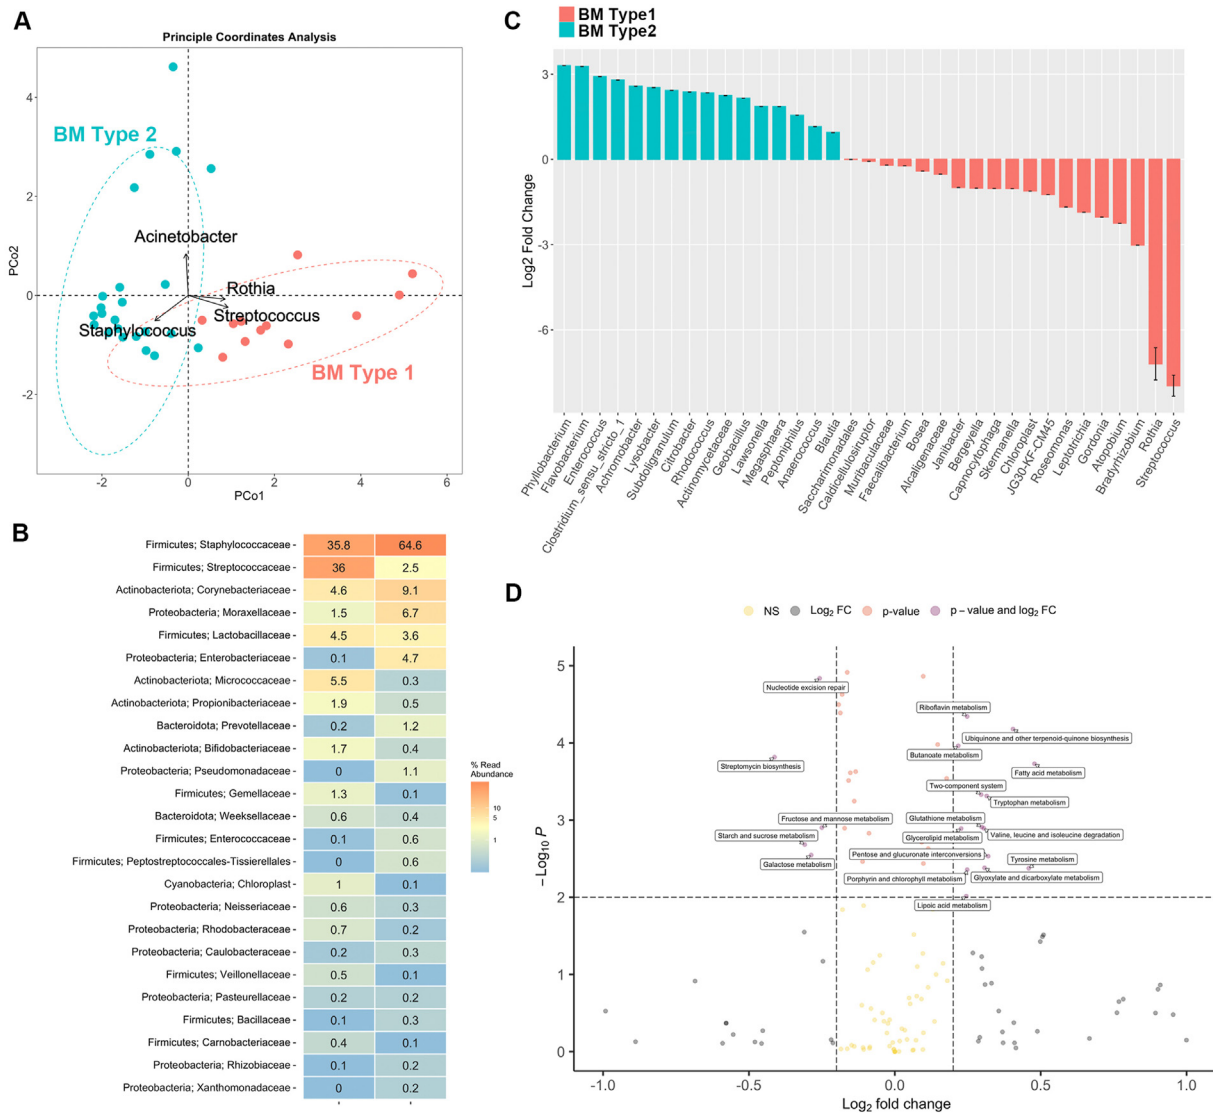 A
Principle Coordinates Analysis
BM Type 2
Acinetobacter
Rothia
Streptococcus
Staphylococcus
BM Type 1
PCo2
4
2
0
-2
-2
0
2
4
6
PCo1
B
Firmicutes; Staphylococcaceae - 35.8 64.6
Firmicutes; Streptococcaceae - 36 2.5
Actinobacteriota; Corynebacteriaceae - 4.6 9.1
Proteobacteria; Moraxellaceae - 1.5 6.7
Firmicutes; Lactobacillaceae - 4.5 3.6
Proteobacteria; Enterobacteriaceae - 0.1 4.7
Actinobacteriota; Micrococcaceae - 5.5 0.3
Actinobacteriota; Propionibacteriaceae - 1.9 0.5
Bacteroidota; Prevotellaceae - 0.2 1.2
Actinobacteriota; Bifidobacteriaceae - 1.7 0.4
Proteobacteria; Pseudomonadaceae - 0 1.1
Firmicutes; Gemellaceae - 1.3 0.1
Bacteroidota; Weeksellaceae - 0.6 0.4
Firmicutes; Enterococcaceae - 0.1 0.6
Firmicutes; Peptostreptococcales-Tissierellales - 0 0.6
Cyanobacteria; Chloroplast - 1 0.1
Proteobacteria; Neisseriaceae - 0.6 0.3
Proteobacteria; Rhodobacteraceae - 0.7 0.2
Proteobacteria; Caulobacteraceae - 0.2 0.3
Firmicutes; Veillonellaceae - 0.5 0.1
Proteobacteria; Pasteurellaceae - 0.2 0.2
Firmicutes; Bacillaceae - 0.1 0.3
Firmicutes; Carnobacteriaceae - 0.4 0.1
Proteobacteria; Rhizobiaceae - 0.1 0.2
Proteobacteria; Xanthomonadaceae - 0 0.2
% Read
Abundance
10
5
1
C
BM Type1
BM Type2
Log2 Fold Change
3
0
-3
-6
Phyllobacterium
Flavobacterium
Enterococcus
Clostridium_sensu_stricto_1
Achromobacter
Lysobacter
Subdoligranulum
Citrobacter
Rhodococcus
Actinomycetaceae
Geobacillus
Lawsonella
Megasphaera
Peptoniphilus
Anaerococcus
Blautia
Saccharimonadales
Caldicellulosiruptor
Muribaculaceae
Faecalibacterium
Bosea
Alcaligenaceae
Janibacter
Bergeyella
Capnocytophaga
Skermanella
Chloroplast
JG30-KF-CM45
Roseomonas
Leptotrichia
Gordonia
Atopobium
Bradyrhizobium
Rothia
Streptococcus
D
NS Log2 FC p-value p – value and log2 FC
–Log10 P
5
4
3
2
1
0
Nucleotide excision repair
Riboflavin metabolism
Ubiquinone and other terpenoid-quinone biosynthesis
Butanoate metabolism
Streptomycin biosynthesis
Fatty acid metabolism
Two-component system
Tryptophan metabolism
Fructose and mannose metabolism
Glutathione metabolism
Starch and sucrose metabolism
Glycerolipid metabolism
Valine, leucine and isoleucine degradation
Pentose and glucuronate interconversions
Galactose metabolism
Tyrosine metabolism
Porphyrin and chlorophyll metabolism
Glyoxylate and dicarboxylate metabolism
Lipoic acid metabolism
-1.0
-0.5
0.0
0.5
1.0
Log2 fold change